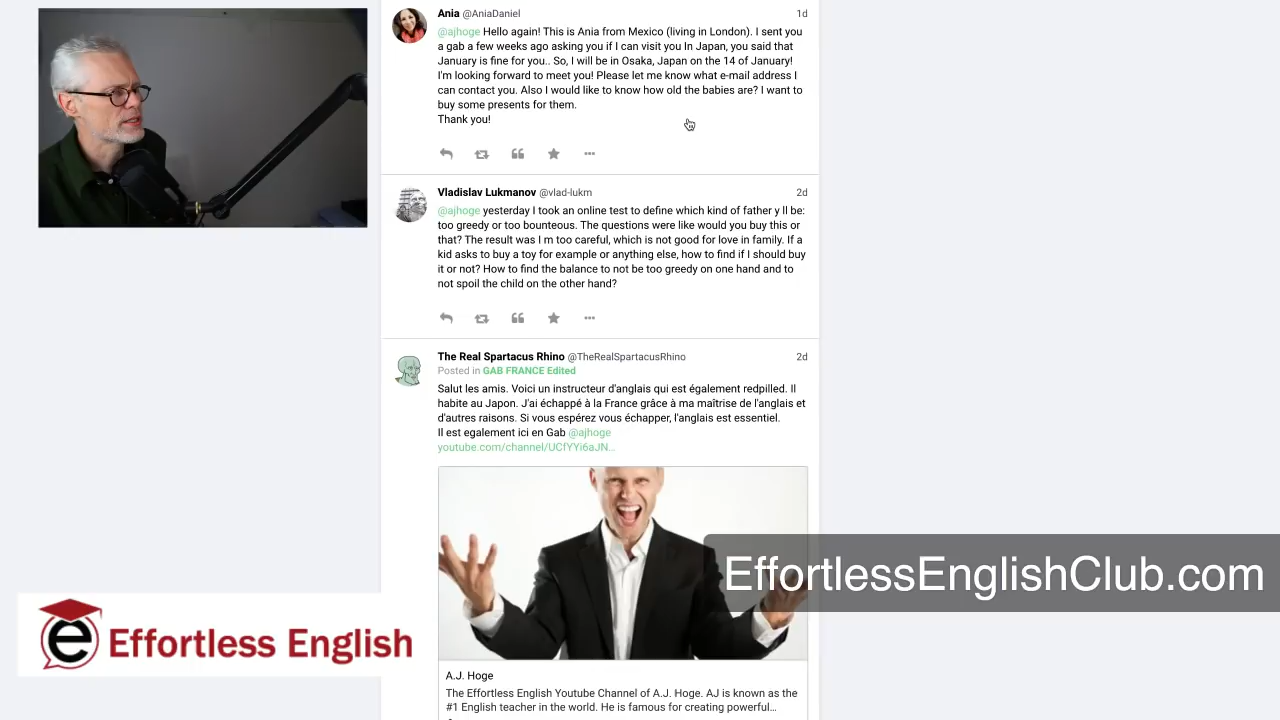 Ania @AniaDaniel 1d
@ajhoge Hello again! This is Ania from Mexico (living in London). I sent you
a gab a few weeks ago asking you if I can visit you In Japan, you said that
January is fine for you.. So, I will be in Osaka, Japan on the 14 of January!
I'm looking forward to meet you! Please let me know what e-mail address I
can contact you. Also I would like to know how old the babies are? I want to
buy some presents for them.
Thank you!
Vladislav Lukmanov @vlad-lukm 2d
@ajhoge yesterday I took an online test to define which kind of father y ll be:
too greedy or too bounteous. The questions were like would you buy this or
that? The result was I m too careful, which is not good for love in family. If a
kid asks to buy a toy for example or anything else, how to find if I should buy
it or not? How to find the balance to not be too greedy on one hand and to
not spoil the child on the other hand?
The Real Spartacus Rhino @TheRealSpartacusRhino 2d
Posted in GAB FRANCE Edited
Salut les amis. Voici un instructeur d'anglais qui est également redpilled. Il
habite au Japon. J'ai échappé à la France grâce à ma maîtrise de l'anglais et
d'autres raisons. Si vous espérez vous échapper, l'anglais est essentiel.
Il est egalement ici en Gab @ajhoge
youtube.com/channel/UCfYYi6aJN...
EffortlessEnglishClub.com
e Effortless English
A.J. Hoge
The Effortless English Youtube Channel of A.J. Hoge. AJ is known as the
#1 English teacher in the world. He is famous for creating powerful...